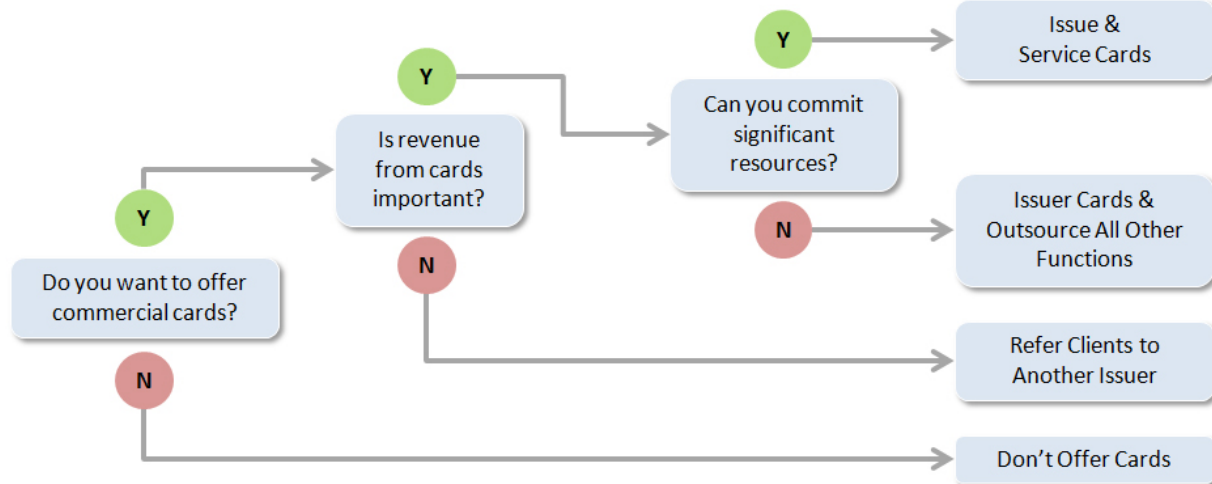 Do you want to offer
commercial cards?
Y
N
Is revenue
from cards
important?
Y
N
Can you commit
significant
resources?
Y
N
Issue &
Service Cards
Issuer Cards &
Outsource All Other
Functions
Refer Clients to
Another Issuer
Don't Offer Cards